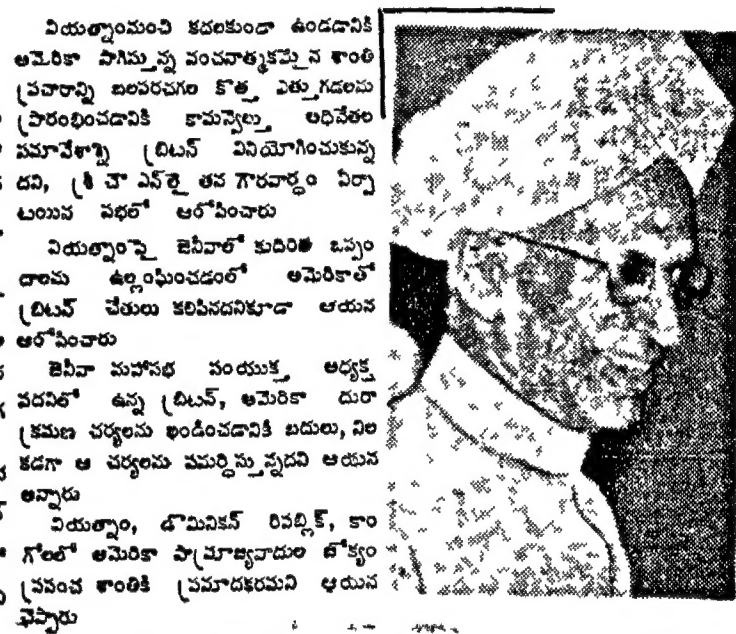 వియత్నాంనుంచి కదలకుండా ఉండడానికి
అమెరికా సాగిస్తున్న వంచనాత్మకమైన శాంతి
ప్రచారాన్ని బలపరచగల కొత్త ఎత్తుగడలను
ప్రారంభించడానికి కామన్వెల్తు అధినేతల
సమావేశాన్ని బ్రిటన్ వినియోగించుకున్న
దని, శ్రీ చౌ ఎన్‌లై తన గౌరవార్థం ఏర్పా
టయిన సభలో ఆరోపించారు
వియత్నాంపై జెనీవాలో కుదిరిన ఒప్పం
దాలను ఉల్లంఘించడంలో అమెరికాతో
బ్రిటన్ చేతులు కలిపినదనికూడా ఆయన
ఆరోపించారు
జెనీవా మహాసభ సంయుక్త అధ్యక్ష
పదవిలో ఉన్న బ్రిటన్, అమెరికా దురా
క్రమణ చర్యలను ఖండించడానికి బదులు, నిల
కడగా ఆ చర్యలను సమర్థిస్తున్నదని ఆయన
అన్నారు
వియత్నాం, డొమినికన్ రిపబ్లిక్, కాం
గోలలో అమెరికా సామ్రాజ్యవాదుల జోక్యం
ప్రపంచ శాంతికి ప్రమాదకరమని ఆయన
చెప్పారు